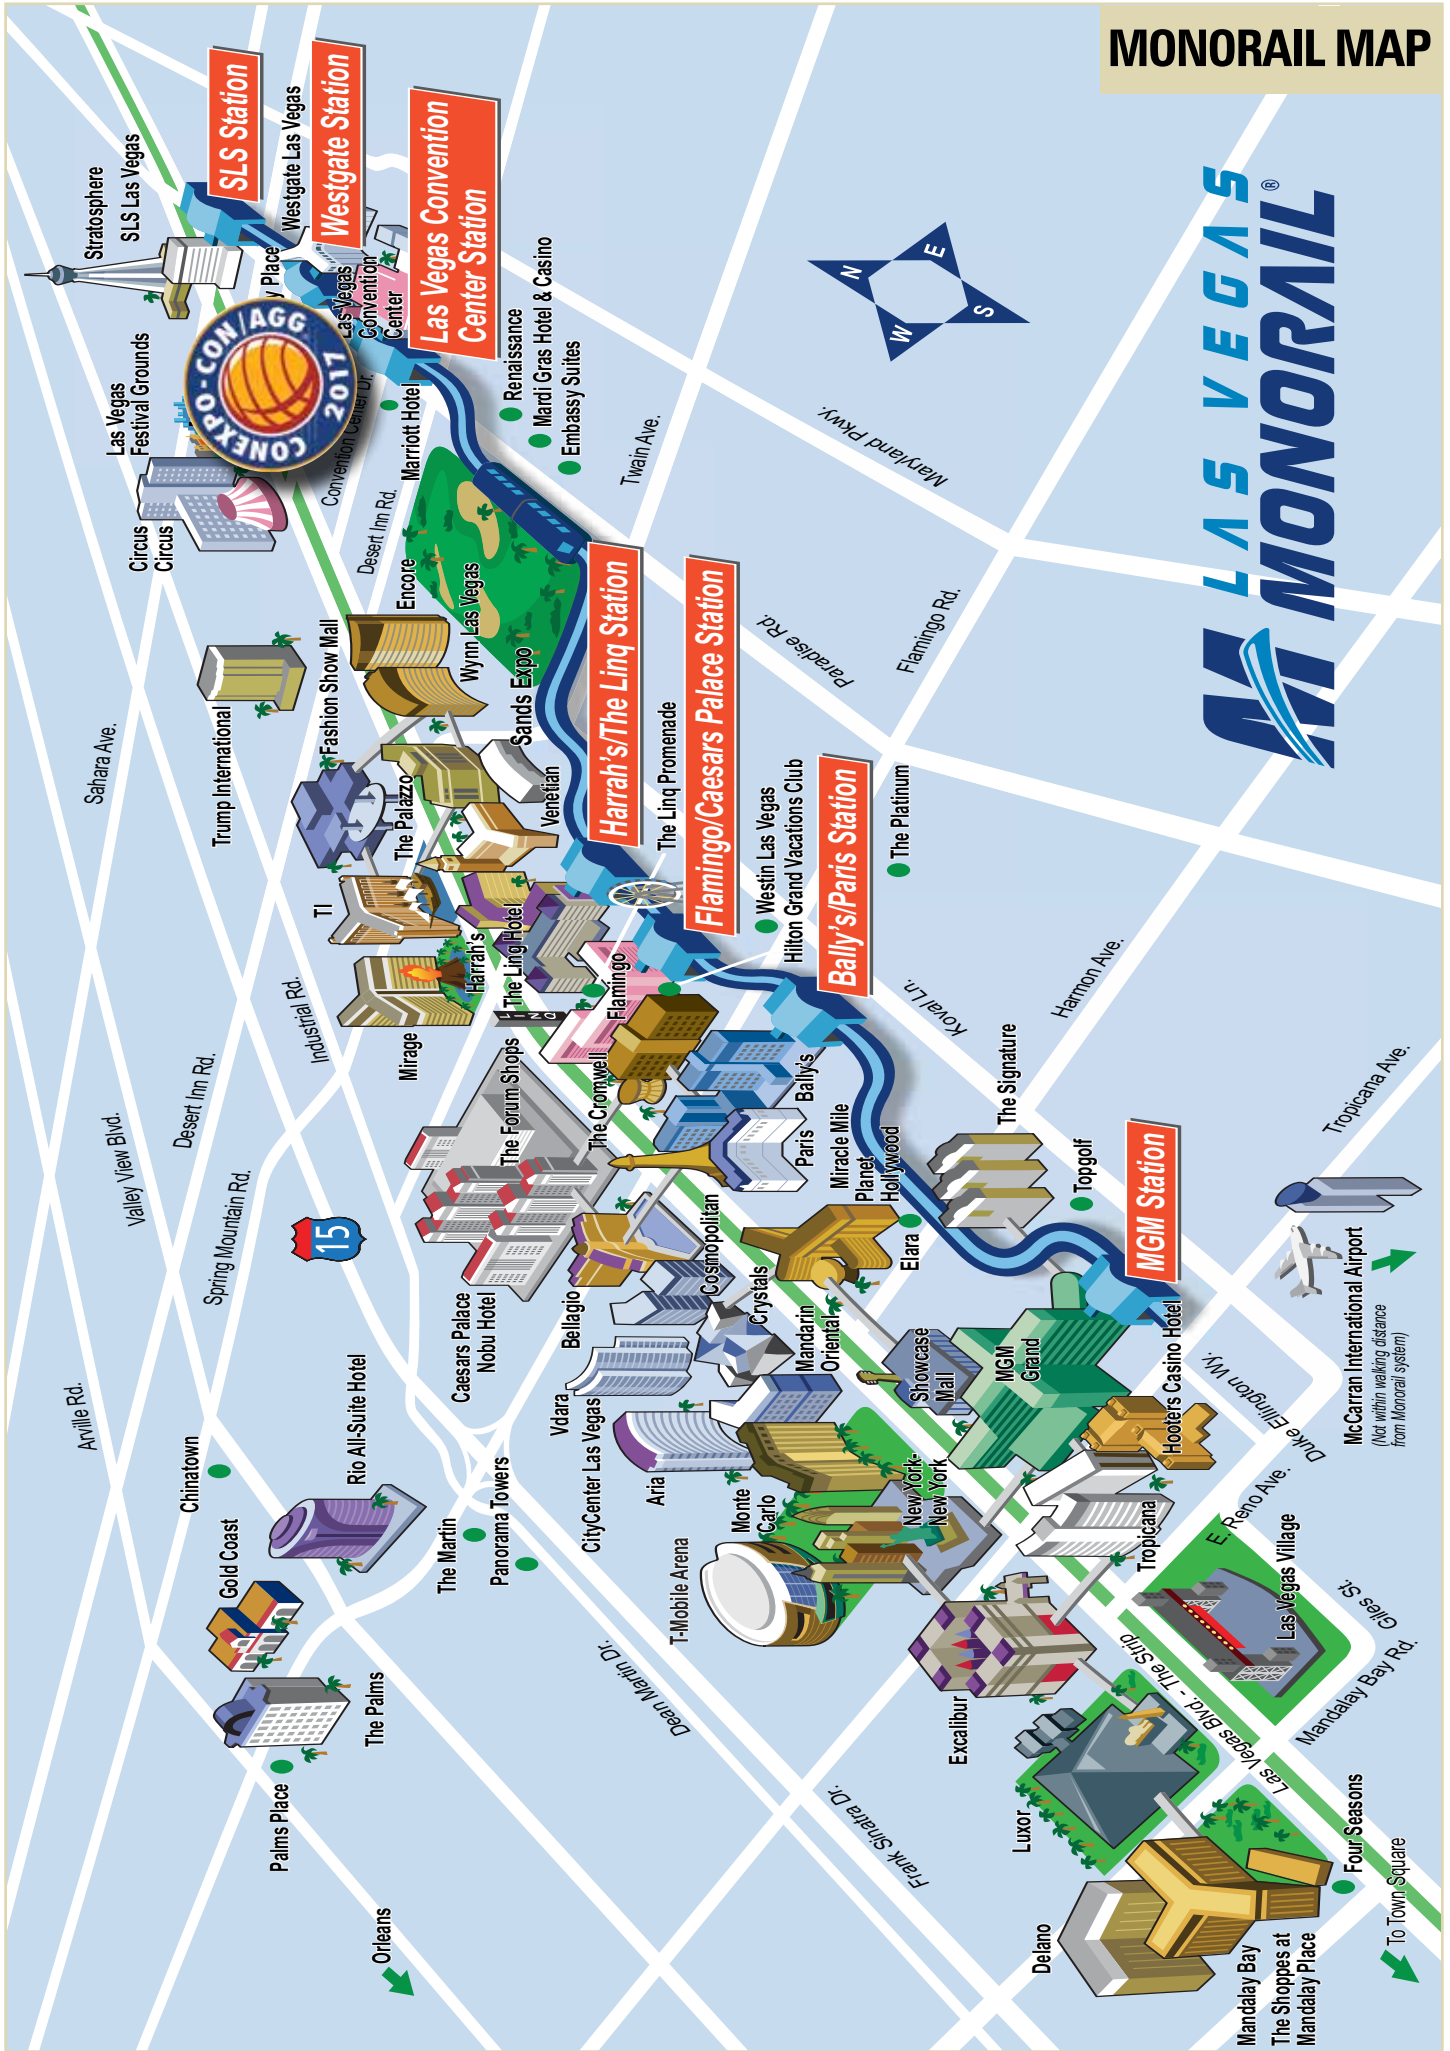 MONORAIL MAP
SLS Station
Westgate Station
Las Vegas Convention
Center Station
Harrah's/The Linq Station
Flamingo/Caesars Palace Station
Bally's/Paris Station
MGM Station
LAS VEGAS
MONORAIL®
N
E
S
W
Stratosphere
SLS Las Vegas
Westgate Las Vegas
y Place
Las Vegas
Convention
Center
CONEXPO-CON/AGG
2017
Las Vegas
Festival Grounds
Circus
Circus
Convention Center Dr.
Marriott Hotel
Renaissance
Mardi Gras Hotel & Casino
Embassy Suites
Desert Inn Rd.
Encore
Wynn Las Vegas
Sands Expo
Twain Ave.
Maryland Pkwy.
Paradise Rd.
Flamingo Rd.
Sahara Ave.
Trump International
Fashion Show Mall
The Palazzo
Venetian
TI
Harrah's
The Linq Hotel
LINQ
The Linq Promenade
Flamingo
Westin Las Vegas
Hilton Grand Vacations Club
The Platinum
Industrial Rd.
Mirage
The Forum Shops
The Cromwell
Bally's
Paris
Koval Ln.
Harmon Ave.
Desert Inn Rd.
Valley View Blvd.
Spring Mountain Rd.
15
Caesars Palace
Nobu Hotel
Bellagio
Cosmopolitan
Crystals
Miracle Mile
Planet
Hollywood
Elara
The Signature
Topgolf
Tropicana Ave.
Arville Rd.
Chinatown
Rio All-Suite Hotel
Gold Coast
The Martin
Panorama Towers
Vdara
CityCenter Las Vegas
Aria
Mandarin
Oriental
Monte
Carlo
Showcase
Mall
MGM
Grand
Hooters Casino Hotel
McCarran International Airport
(Not within walking distance
from Monorail system)
Duke Ellington Wy.
E. Reno Ave.
T-Mobile Arena
New York-
New York
Tropicana
Las Vegas Village
Giles St.
Mandalay Bay Rd.
Las Vegas Blvd. - The Strip
The Palms
Palms Place
Orleans
Dean Martin Dr.
Frank Sinatra Dr.
Excalibur
Luxor
Delano
Mandalay Bay
The Shoppes at
Mandalay Place
Four Seasons
To Town Square